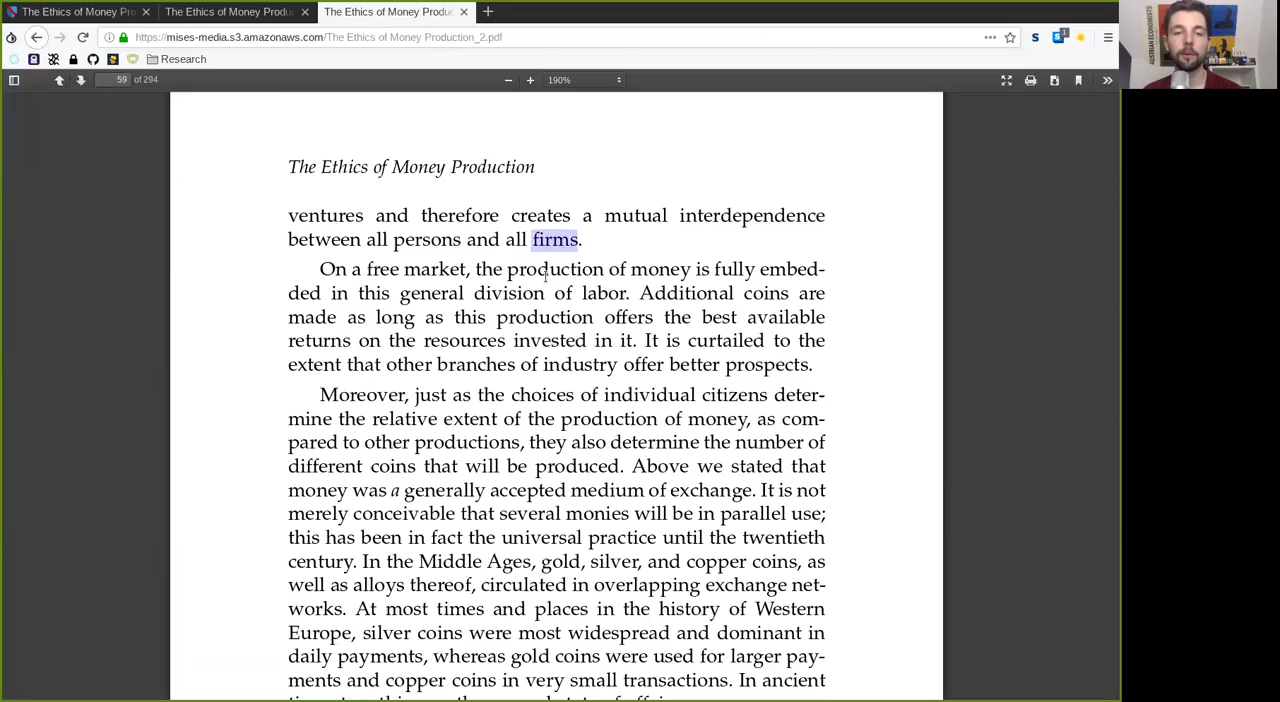 The Ethics of Money Produ
The Ethics of Money Produ
The Ethics of Money Produc
https://mises-media.s3.amazonaws.com/The Ethics of Money Production_2.pdf
Research
59 of 294
190%
AUSTRIAN ECONOMISTS
The Ethics of Money Production
ventures and therefore creates a mutual interdependence
between all persons and all firms.
On a free market, the production of money is fully embed-
ded in this general division of labor. Additional coins are
made as long as this production offers the best available
returns on the resources invested in it. It is curtailed to the
extent that other branches of industry offer better prospects.
Moreover, just as the choices of individual citizens deter-
mine the relative extent of the production of money, as com-
pared to other productions, they also determine the number of
different coins that will be produced. Above we stated that
money was a generally accepted medium of exchange. It is not
merely conceivable that several monies will be in parallel use;
this has been in fact the universal practice until the twentieth
century. In the Middle Ages, gold, silver, and copper coins, as
well as alloys thereof, circulated in overlapping exchange net-
works. At most times and places in the history of Western
Europe, silver coins were most widespread and dominant in
daily payments, whereas gold coins were used for larger pay-
ments and copper coins in very small transactions. In ancient